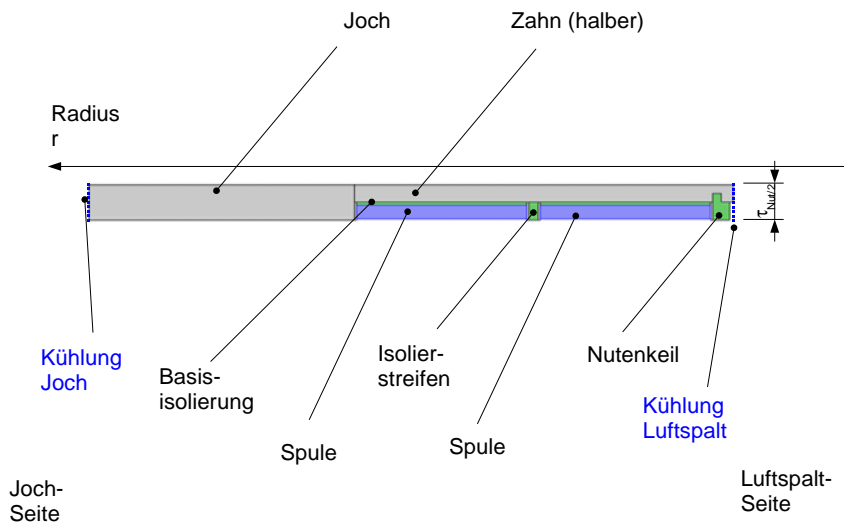 Joch
Zahn (halber)
Radius
r
τNut/2
Kühlung
Joch
Basis-
isolierung
Isolier-
streifen
Nutenkeil
Kühlung
Luftspalt
Spule
Spule
Joch-
Seite
Luftspalt-
Seite